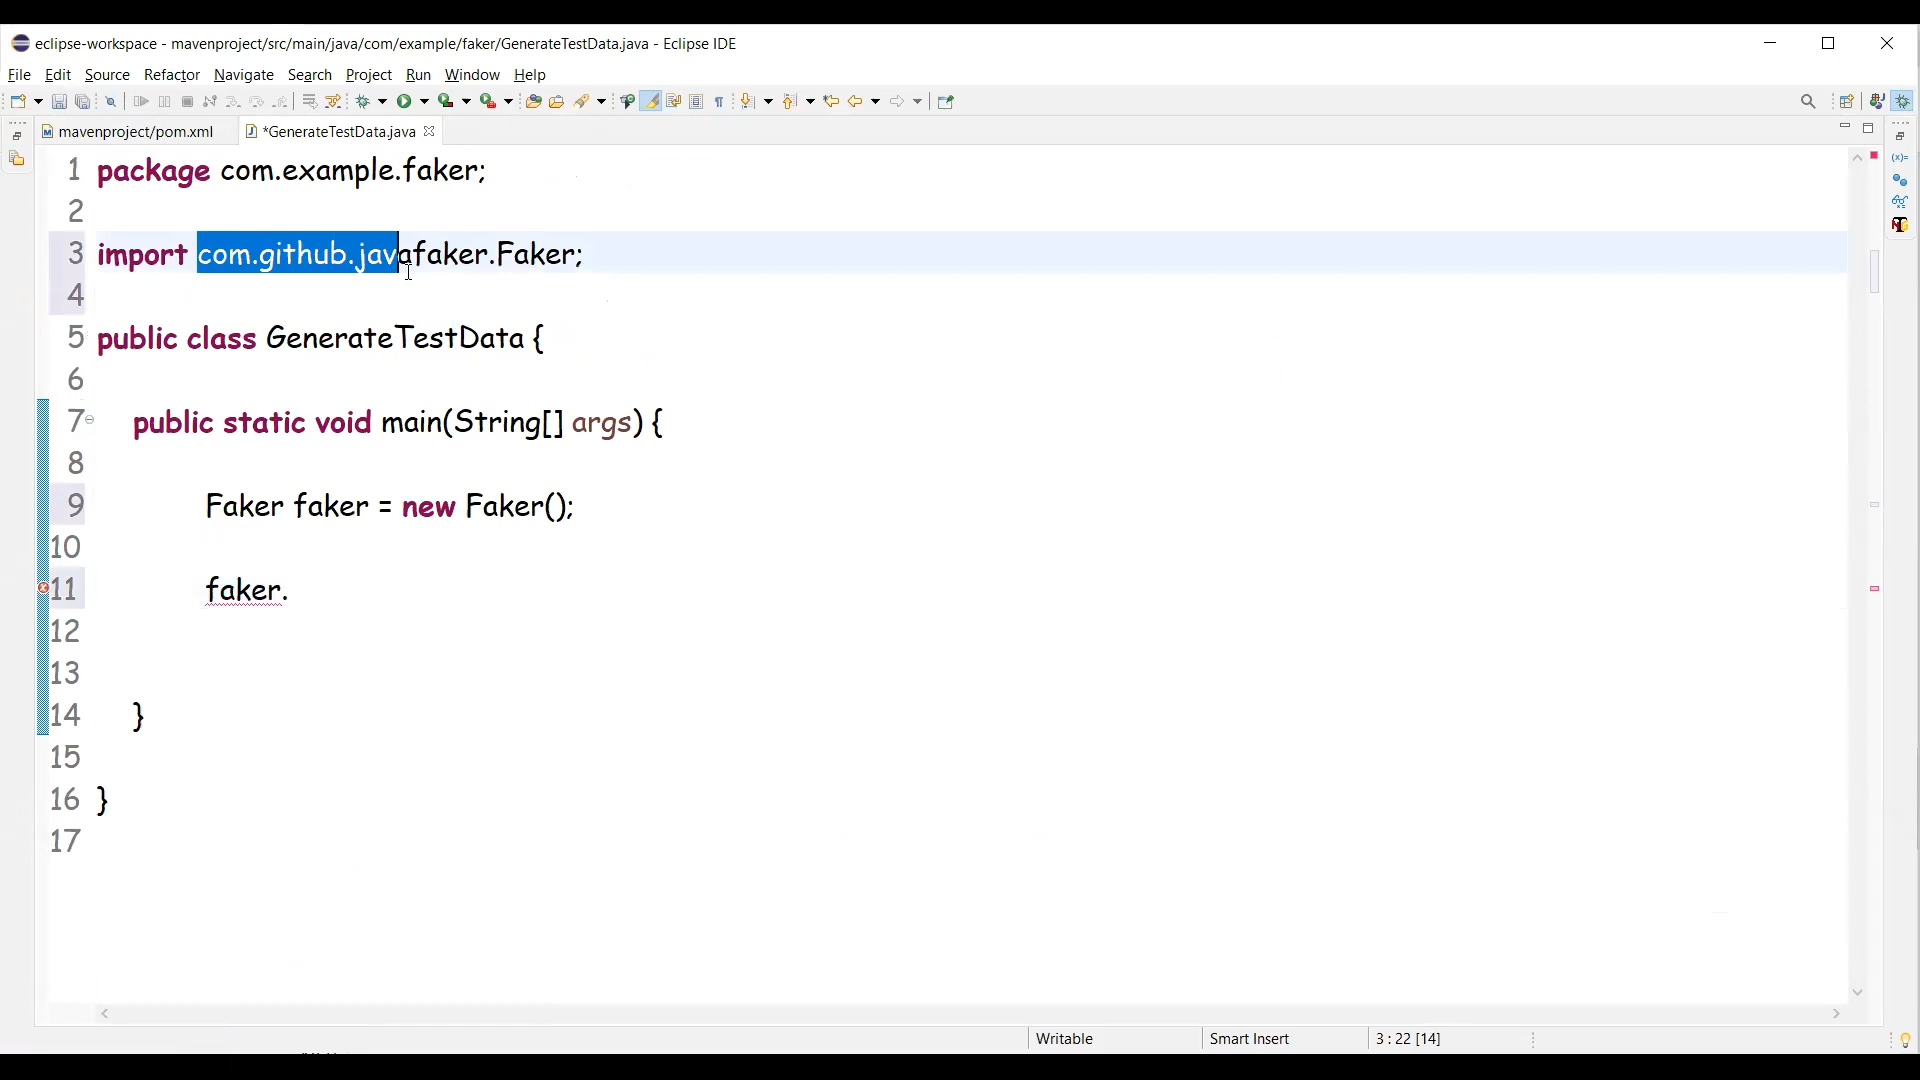 eclipse-workspace - mavenproject/src/main/java/com/example/faker/GenerateTestData.java - Eclipse IDE
File Edit Source Refactor Navigate Search Project Run Window Help
mavenproject/pom.xml *GenerateTestData.java
1 package com.example.faker;
2
3 import com.github.javafaker.Faker;
4
5 public class GenerateTestData {
6
7 public static void main(String[] args) {
8
9 Faker faker = new Faker();
10
11 faker.
12
13
14 }
15
16 }
17
Writable Smart Insert 3 : 22 [14]